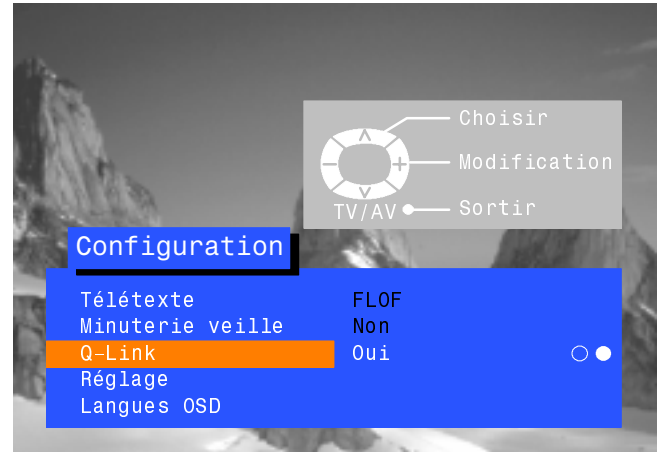 Choisir
Modification
TV/AV Sortir
Configuration
Télétexte FLOF
Minuterie veille Non
Q-Link Oui
Réglage
Langues OSD